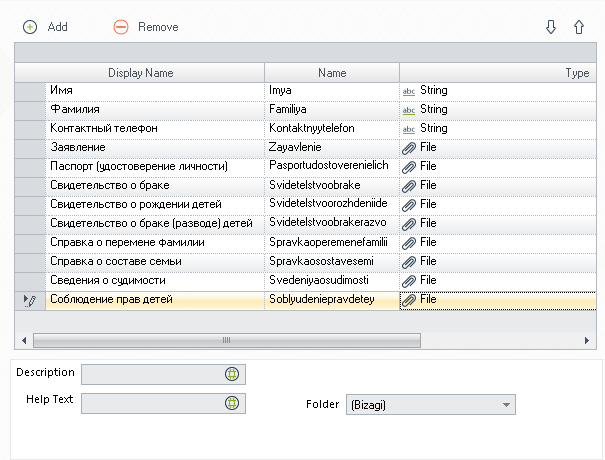 Add Remove
Display Name Name Type
Имя Imya abc String
Фамилия Familiya abc String
Контактный телефон Kontaktnyytelefon abc String
Заявление Zayavlenie File
Паспорт (удостоверение личности) Pasportudostoverenielich File
Свидетельство о браке Svidetelstvoobrake File
Свидетельство о рождении детей Svidetelstvoorozhdeniide File
Свидетельство о браке (разводе) детей Svidetelstvoobrakerazvo File
Справка о перемене фамилии Spravkaoperemenefamilii File
Справка о составе семьи Spravkaosostavesemi File
Сведения о судимости Svedeniyaosudimosti File
Соблюдение прав детей Soblyudeniepravdetey File
Description
Help Text Folder (Bizagi)